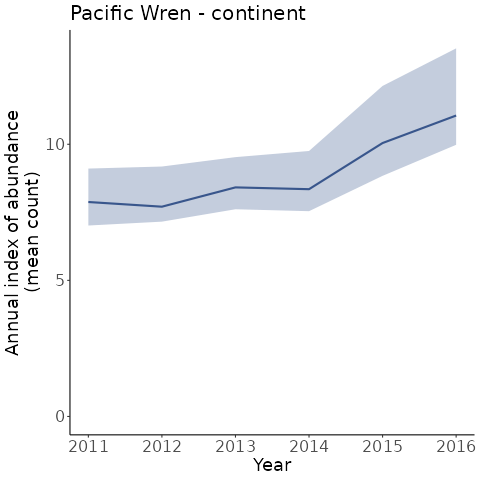 Pacific Wren - continent
Annual index of abundance
(mean count)
10
5
0
2011 2012 2013 2014 2015 2016
Year